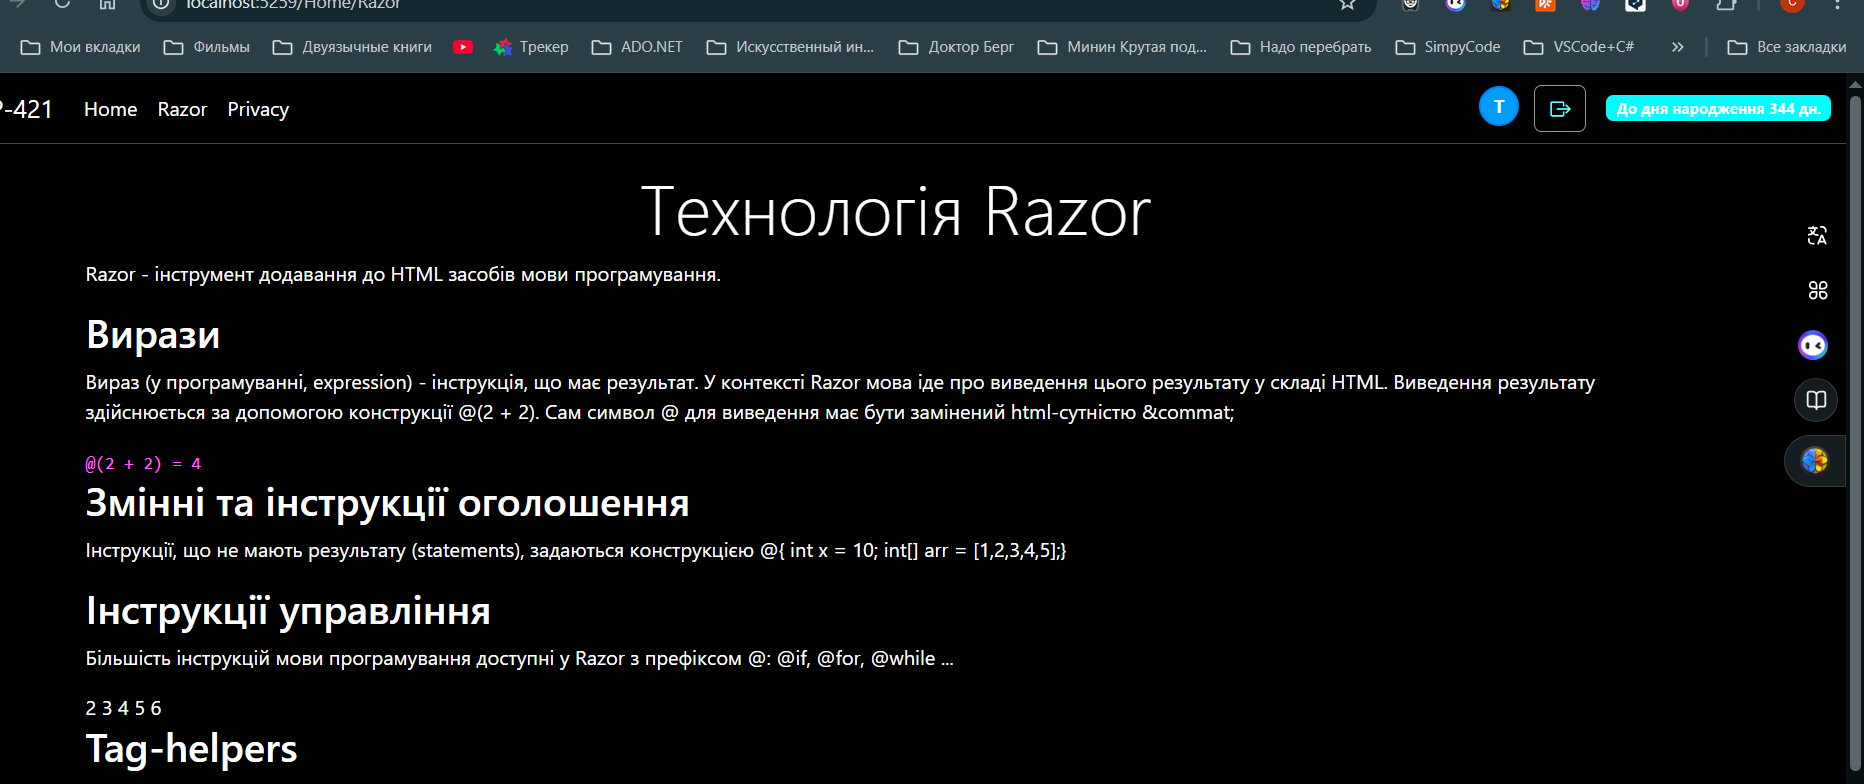 localhost:5259/Home/Razor
Мои вкладки Фильмы Двуязычные книги Трекер ADO.NET Искусственный ин... Доктор Берг Минин Крутая под... Надо перебрать SimpyCode VSCode+C# » Все закладки
P-421 Home Razor Privacy T До дня народження 344 дн.
Технологія Razor
Razor - інструмент додавання до HTML засобів мови програмування.
Вирази
Вираз (у програмуванні, expression) - інструкція, що має результат. У контексті Razor мова іде про виведення цього результату у складі HTML. Виведення результату
здійснюється за допомогою конструкції @(2 + 2). Сам символ @ для виведення має бути замінений html-сутністю &commat;
@(2 + 2) = 4
Змінні та інструкції оголошення
Інструкції, що не мають результату (statements), задаються конструкцією @{ int x = 10; int[] arr = [1,2,3,4,5];}
Інструкції управління
Більшість інструкцій мови програмування доступні у Razor з префіксом @: @if, @for, @while ...
2 3 4 5 6
Tag-helpers